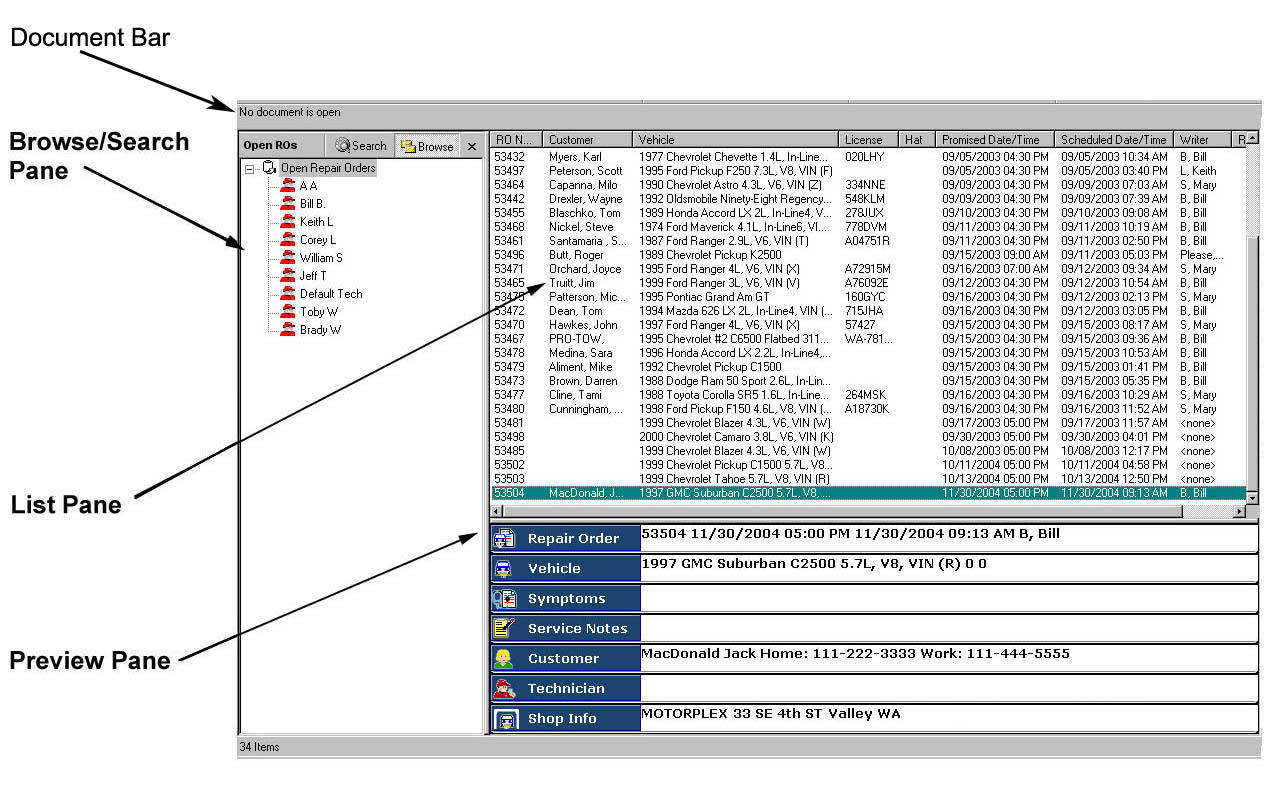 Document Bar
No document is open
Browse/Search
Pane
Open ROs Search Browse
Open Repair Orders
A A
Bill B.
Keith L
Corey L
William S
Jeff T
Default Tech
Toby W
Brady W
RO N... Customer Vehicle License Hat Promised Date/Time Scheduled Date/Time Writer R
53432 Myers, Karl 1977 Chevrolet Chevette 1.4L, In-Line... 020LHY 09/05/2003 04:30 PM 09/05/2003 10:34 AM B, Bill
53497 Peterson, Scott 1995 Ford Pickup F250 7.3L, V8, VIN (F) 09/05/2003 04:30 PM 09/05/2003 03:40 PM L, Keith
53464 Capanna, Milo 1990 Chevrolet Astro 4.3L, V6, VIN (Z) 334NNE 09/09/2003 04:30 PM 09/09/2003 07:03 AM S, Mary
53442 Drexler, Wayne 1992 Oldsmobile Ninety-Eight Regency... 548KLM 09/09/2003 04:30 PM 09/09/2003 07:39 AM B, Bill
53455 Blaschko, Tom 1989 Honda Accord LX 2L, In-Line4, V... 278JUX 09/10/2003 04:30 PM 09/10/2003 09:08 AM B, Bill
53468 Nickel, Steve 1974 Ford Maverick 4.1L, In-Line6, VI... 778DVM 09/11/2003 04:30 PM 09/11/2003 10:19 AM B, Bill
53461 Santamaria , S... 1987 Ford Ranger 2.9L, V6, VIN (T) A04751R 09/11/2003 04:30 PM 09/11/2003 02:50 PM B, Bill
53496 Butt, Roger 1989 Chevrolet Pickup K2500 09/15/2003 09:00 AM 09/11/2003 05:03 PM Please,...
53471 Orchard, Joyce 1995 Ford Ranger 4L, V6, VIN (X) A72915M 09/16/2003 07:00 AM 09/12/2003 09:34 AM S, Mary
53465 Truitt, Jim 1999 Ford Ranger 3L, V6, VIN (V) A76092E 09/12/2003 04:30 PM 09/12/2003 10:54 AM B, Bill
53475 Patterson, Mic... 1995 Pontiac Grand Am GT 160GYC 09/12/2003 04:30 PM 09/12/2003 02:13 PM S, Mary
53472 Dean, Tom 1994 Mazda 626 LX 2L, In-Line4, VIN (... 715JHA 09/12/2003 04:30 PM 09/12/2003 03:05 PM B, Bill
53470 Hawkes, John 1997 Ford Ranger 4L, V6, VIN (X) 57427 09/15/2003 04:30 PM 09/15/2003 08:17 AM S, Mary
53467 PRO-TOW, 1995 Chevrolet #2 C6500 Flatbed 311... WA-781... 09/15/2003 04:30 PM 09/15/2003 09:36 AM B, Bill
53478 Medina, Sara 1996 Honda Accord LX 2.2L, In-Line4,... 09/15/2003 04:30 PM 09/15/2003 10:53 AM B, Bill
53479 Aliment, Mike 1992 Chevrolet Pickup C1500 09/15/2003 04:30 PM 09/15/2003 01:41 PM B, Bill
53473 Brown, Darren 1988 Dodge Ram 50 Sport 2.6L, In-Lin... 09/15/2003 04:30 PM 09/15/2003 05:35 PM B, Bill
53477 Cline, Tami 1988 Toyota Corolla SR5 1.6L, In-Line... 264MSK 09/16/2003 04:30 PM 09/16/2003 10:29 AM S, Mary
53480 Cunningham, ... 1998 Ford Pickup F150 4.6L, V8, VIN (... A18730K 09/16/2003 04:30 PM 09/16/2003 11:52 AM S, Mary
53481 1999 Chevrolet Blazer 4.3L, V6, VIN (W) 09/17/2003 05:00 PM 09/17/2003 11:57 AM <none>
53498 2000 Chevrolet Camaro 3.8L, V6, VIN (K) 09/30/2003 05:00 PM 09/30/2003 04:01 PM <none>
53485 1999 Chevrolet Blazer 4.3L, V6, VIN (W) 10/08/2003 05:00 PM 10/08/2003 12:17 PM <none>
53502 1999 Chevrolet Pickup C1500 5.7L, V8... 10/11/2004 05:00 PM 10/11/2004 04:58 PM <none>
53503 1999 Chevrolet Tahoe 5.7L, V8, VIN (R) 10/13/2004 05:00 PM 10/13/2004 12:50 PM <none>
53504 MacDonald, J... 1997 GMC Suburban C2500 5.7L, V8, ... 11/30/2004 05:00 PM 11/30/2004 09:13 AM B, Bill
List Pane
Repair Order 53504 11/30/2004 05:00 PM 11/30/2004 09:13 AM B, Bill
Vehicle 1997 GMC Suburban C2500 5.7L, V8, VIN (R) 0 0
Symptoms
Service Notes
Preview Pane
Customer MacDonald Jack Home: 111-222-3333 Work: 111-444-5555
Technician
Shop Info MOTORPLEX 33 SE 4th ST Valley WA
34 Items